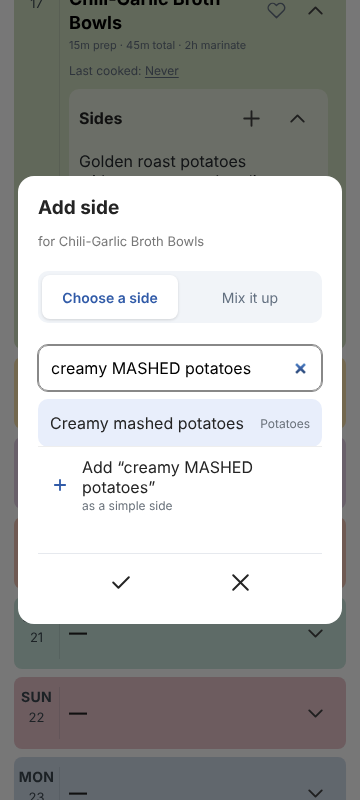 17
Chili-Garlic Broth
Bowls
15m prep · 45m total · 2h marinate
Last cooked: Never
Sides
Golden roast potatoes
Add side
for Chili-Garlic Broth Bowls
Choose a side
Mix it up
creamy MASHED potatoes
Creamy mashed potatoes
Potatoes
Add “creamy MASHED
potatoes”
as a simple side
21
SUN
22
MON
23